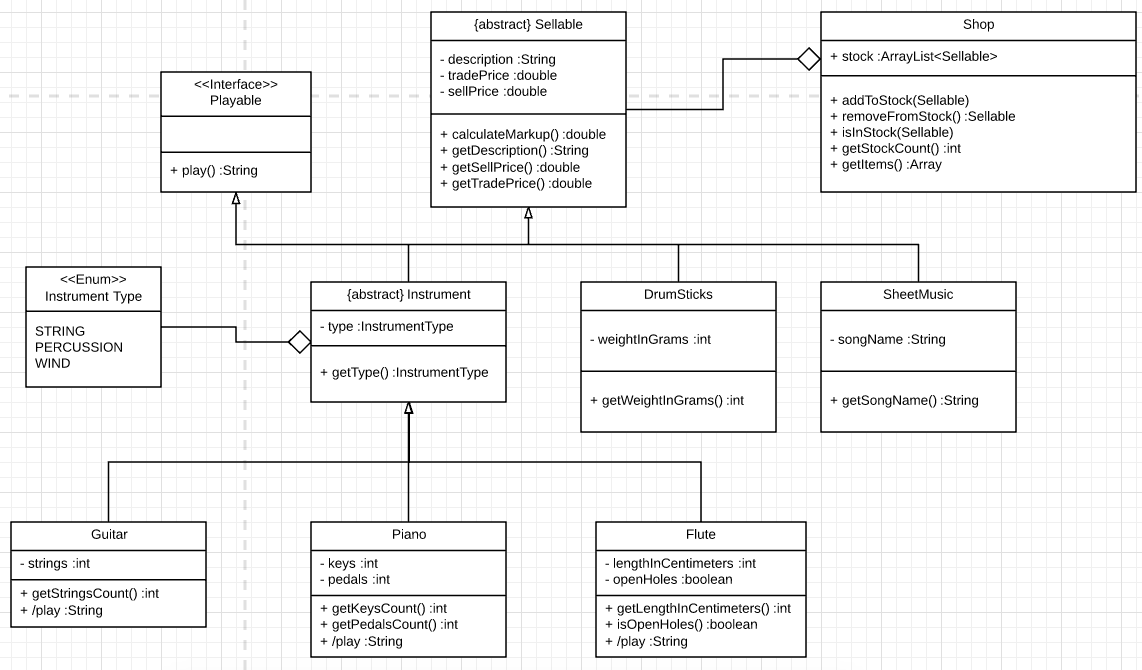 {abstract} Sellable
- description :String
- tradePrice :double
- sellPrice :double
+ calculateMarkup() :double
+ getDescription() :String
+ getSellPrice() :double
+ getTradePrice() :double
Shop
+ stock :ArrayList<Sellable>
+ addToStock(Sellable)
+ removeFromStock() :Sellable
+ isInStock(Sellable)
+ getStockCount() :int
+ getItems() :Array
<<Interface>>
Playable
+ play() :String
<<Enum>>
Instrument Type
STRING
PERCUSSION
WIND
{abstract} Instrument
- type :InstrumentType
+ getType() :InstrumentType
DrumSticks
- weightInGrams :int
+ getWeightInGrams() :int
SheetMusic
- songName :String
+ getSongName() :String
Guitar
- strings :int
+ getStringsCount() :int
+ /play :String
Piano
- keys :int
- pedals :int
+ getKeysCount() :int
+ getPedalsCount() :int
+ /play :String
Flute
- lengthInCentimeters :int
- openHoles :boolean
+ getLengthInCentimeters() :int
+ isOpenHoles() :boolean
+ /play :String